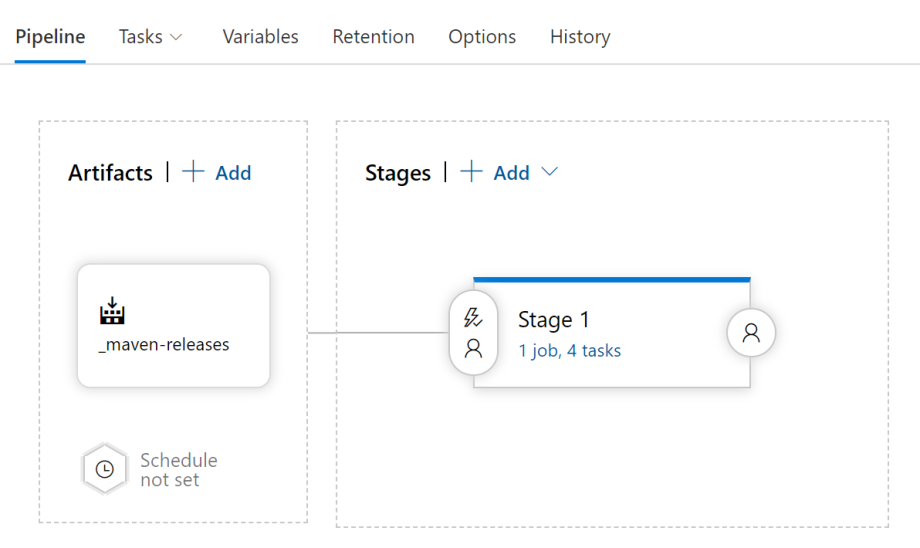 Pipeline Tasks Variables Retention Options History
Artifacts | + Add
Stages | + Add
_maven-releases
Stage 1
1 job, 4 tasks
Schedule
not set